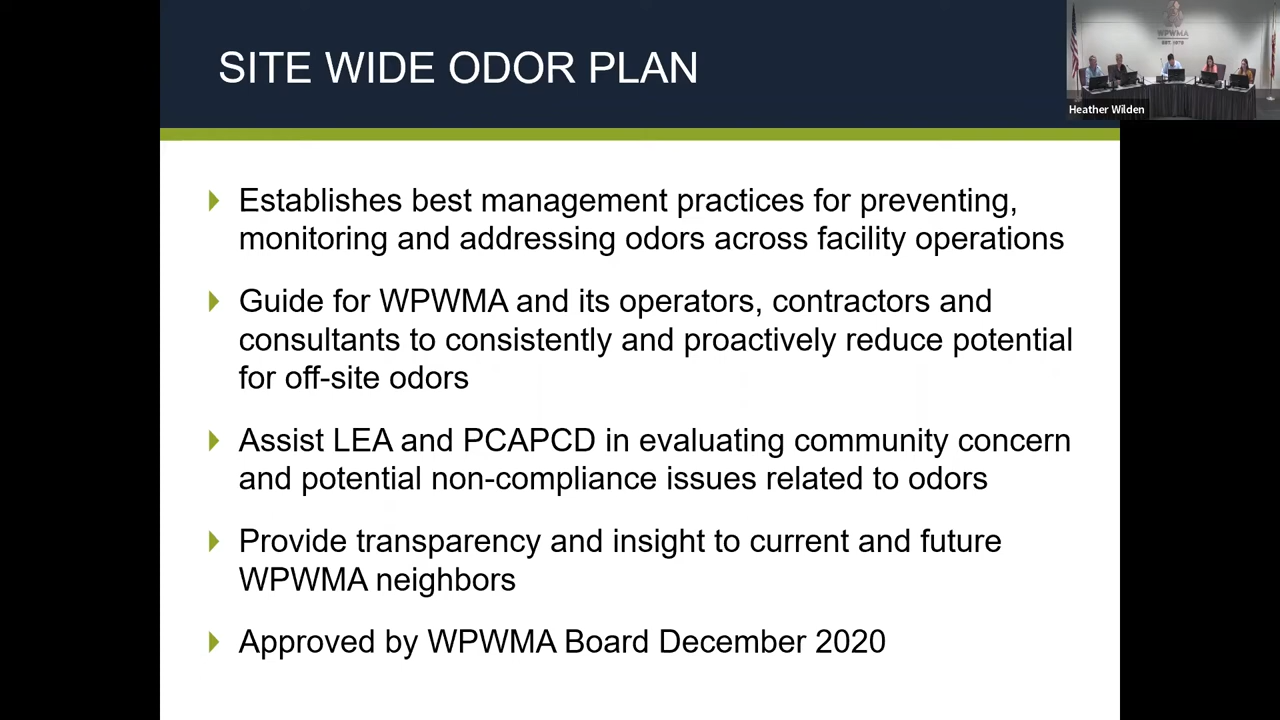 SITE WIDE ODOR PLAN
WPWMA
EST. 1978
Heather Wilden
Establishes best management practices for preventing,
monitoring and addressing odors across facility operations
Guide for WPWMA and its operators, contractors and
consultants to consistently and proactively reduce potential
for off-site odors
Assist LEA and PCAPCD in evaluating community concern
and potential non-compliance issues related to odors
Provide transparency and insight to current and future
WPWMA neighbors
Approved by WPWMA Board December 2020